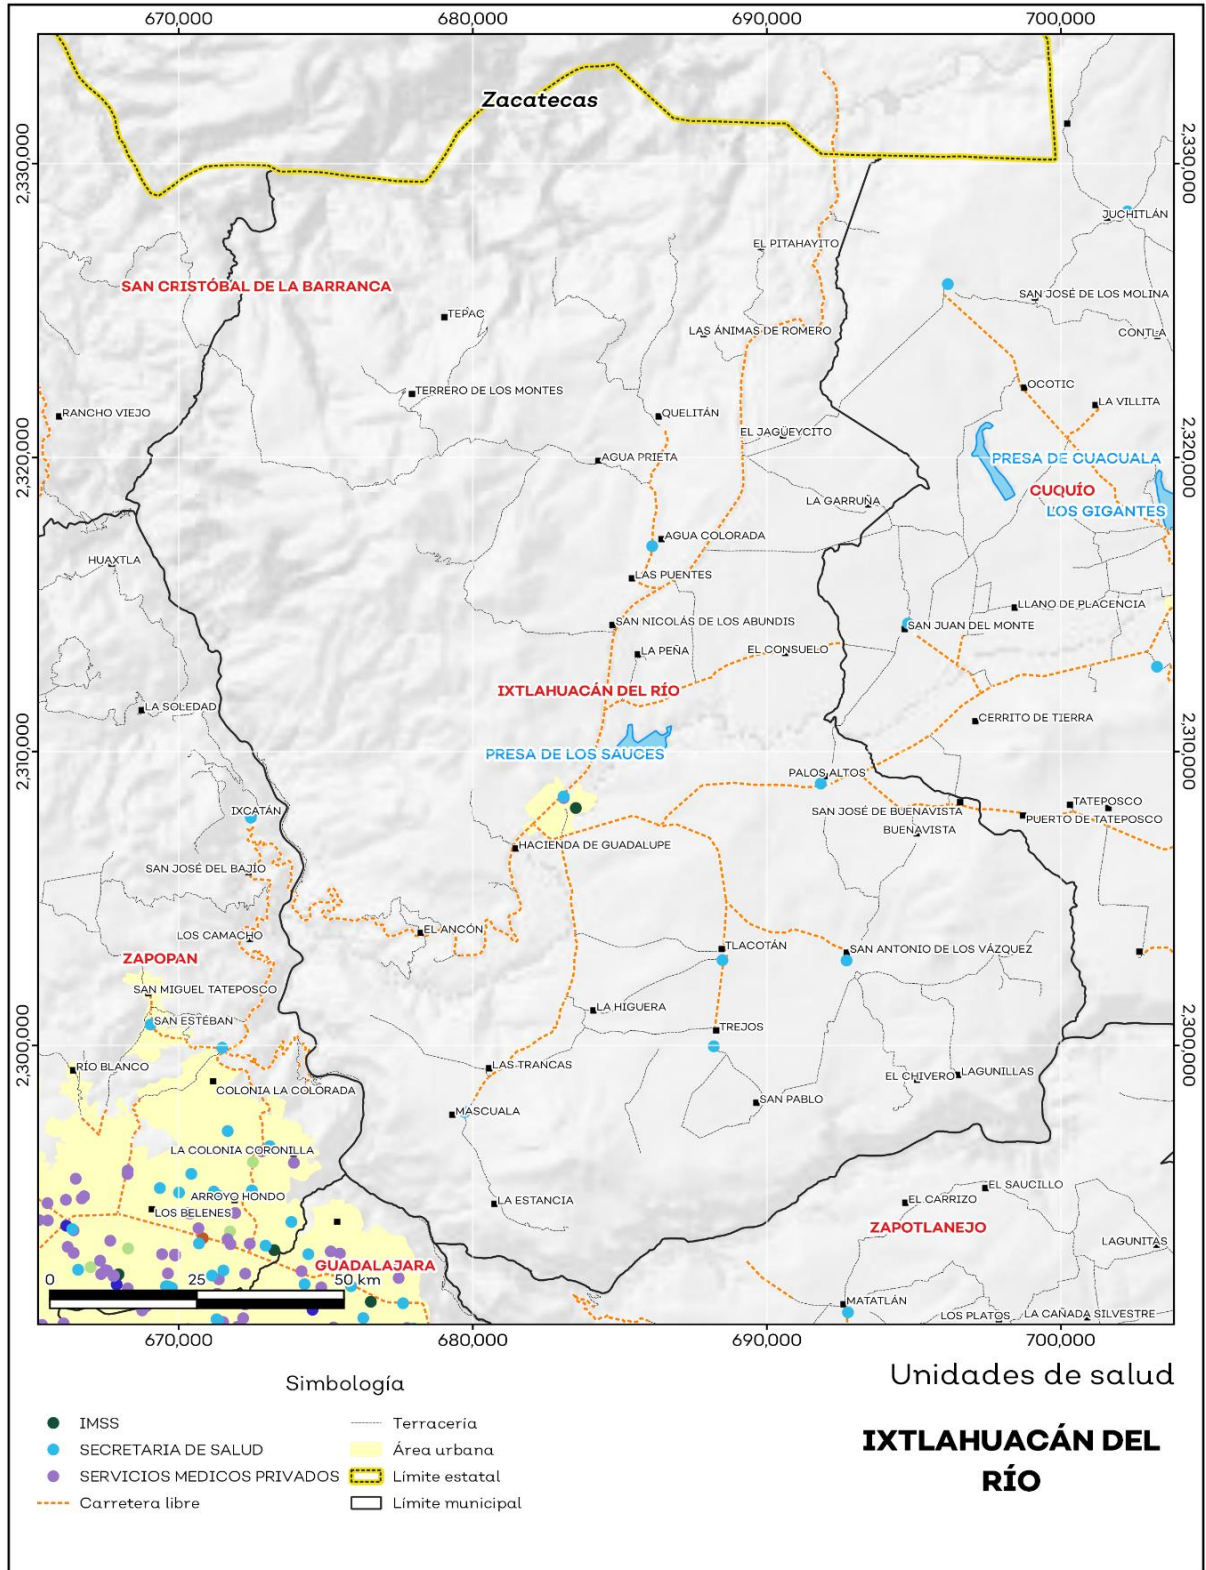 670,000
680,000
690,000
700,000
Zacatecas
2,330,000
2,330,000
JUCHITLÁN
EL PITAHAYITO
SAN CRISTÓBAL DE LA BARRANCA
SAN JOSÉ DE LOS MOLINA
TEPAC
LAS ÁNIMAS DE ROMERO
CONTLA
OCOTIC
TERRERO DE LOS MONTES
LA VILLITA
RANCHO VIEJO
QUELITÁN
EL JAGÜEYCITO
2,320,000
AGUA PRIETA
PRESA DE CUACUALA
2,320,000
CUQUÍO
LA GARRUÑA
LOS GIGANTES
AGUA COLORADA
HUAXTLA
LAS PUENTES
LLANO DE PLACENCIA
SAN NICOLÁS DE LOS ABUNDIS
SAN JUAN DEL MONTE
LA PEÑA
EL CONSUELO
IXTLAHUACÁN DEL RÍO
LA SOLEDAD
CERRITO DE TIERRA
2,310,000
PRESA DE LOS SAUCES
2,310,000
PALOS ALTOS
IXCATÁN
SAN JOSÉ DE BUENAVISTA
TATEPOSCO
PUERTO DE TATEPOSCO
BUENAVISTA
HACIENDA DE GUADALUPE
SAN JOSÉ DEL BAJÍO
EL ANCÓN
LOS CAMACHO
TLACOTÁN
SAN ANTONIO DE LOS VÁZQUEZ
ZAPOPAN
SAN MIGUEL TATEPOSCO
LA HIGUERA
SAN ESTÉBAN
TREJOS
2,300,000
2,300,000
RÍO BLANCO
LAS TRANCAS
EL CHIVERO
LAGUNILLAS
COLONIA LA COLORADA
SAN PABLO
MASCUALA
LA COLONIA CORONILLA
EL SAUCILLO
ARROYO HONDO
LA ESTANCIA
EL CARRIZO
LOS BELENES
ZAPOTLANEJO
LAGUNITAS
GUADALAJARA
0 25 50 km
MATATLÁN
LOS PLATOS
LA CAÑADA SILVESTRE
670,000
680,000
690,000
700,000
Simbología
IMSS
SECRETARIA DE SALUD
SERVICIOS MEDICOS PRIVADOS
Carretera libre
Terracería
Área urbana
Límite estatal
Límite municipal
Unidades de salud
IXTLAHUACÁN DEL
RÍO